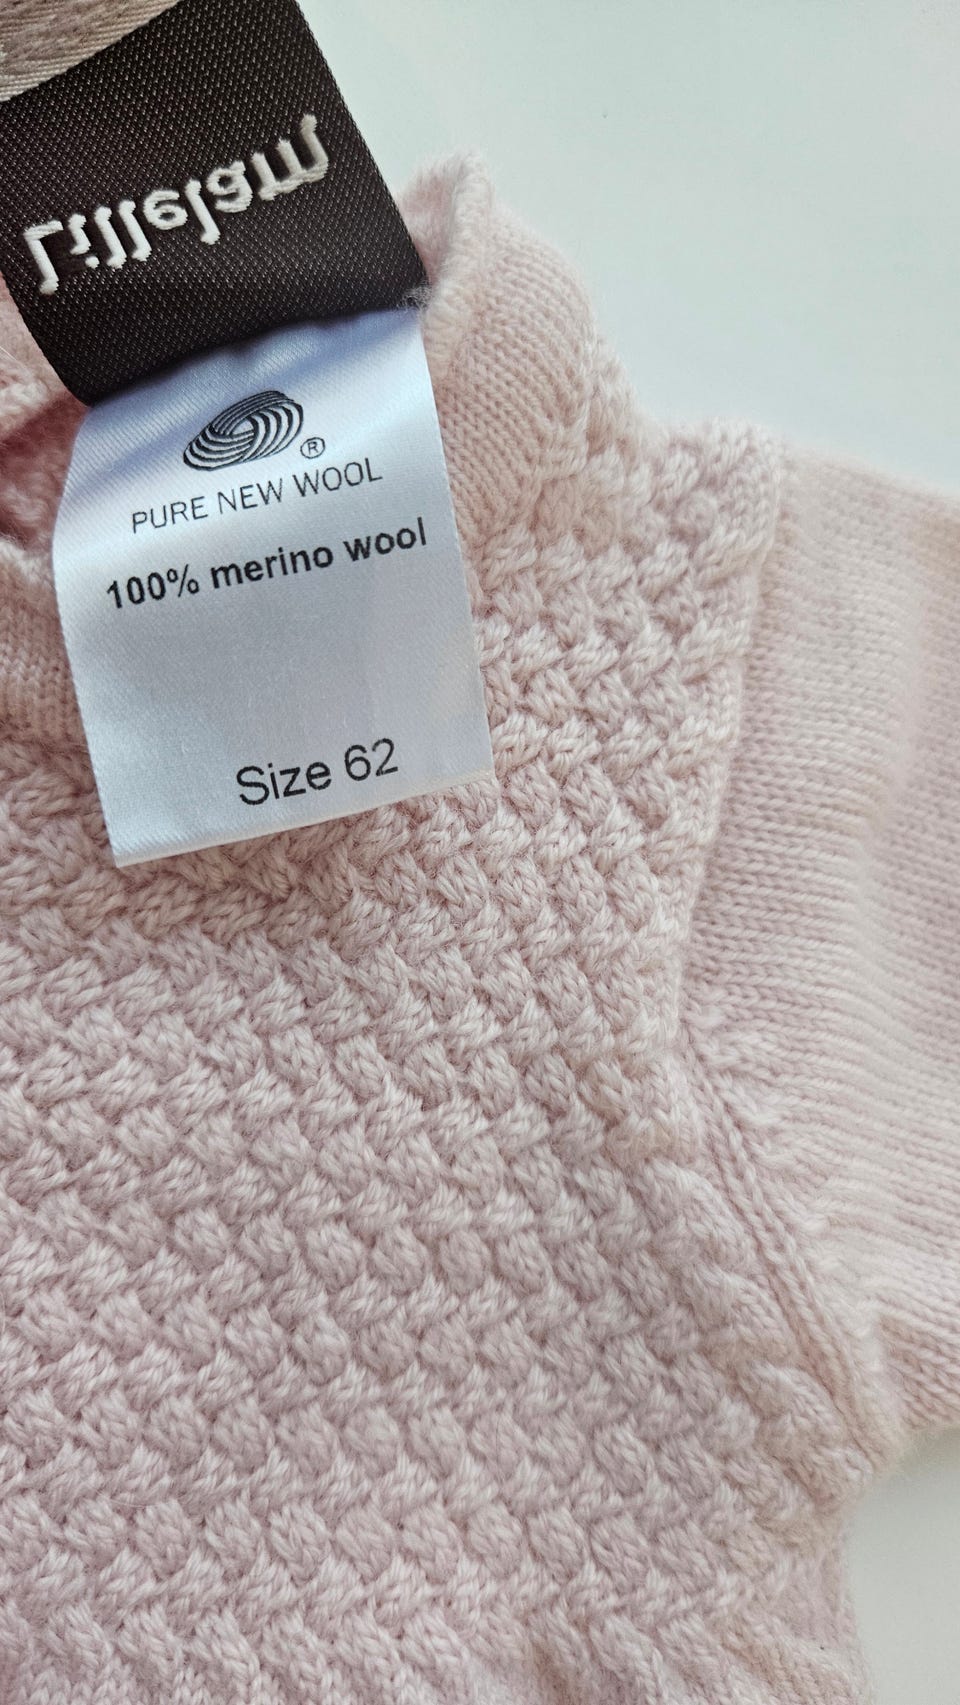 Lillelam
®
PURE NEW WOOL
100% merino wool
Size 62